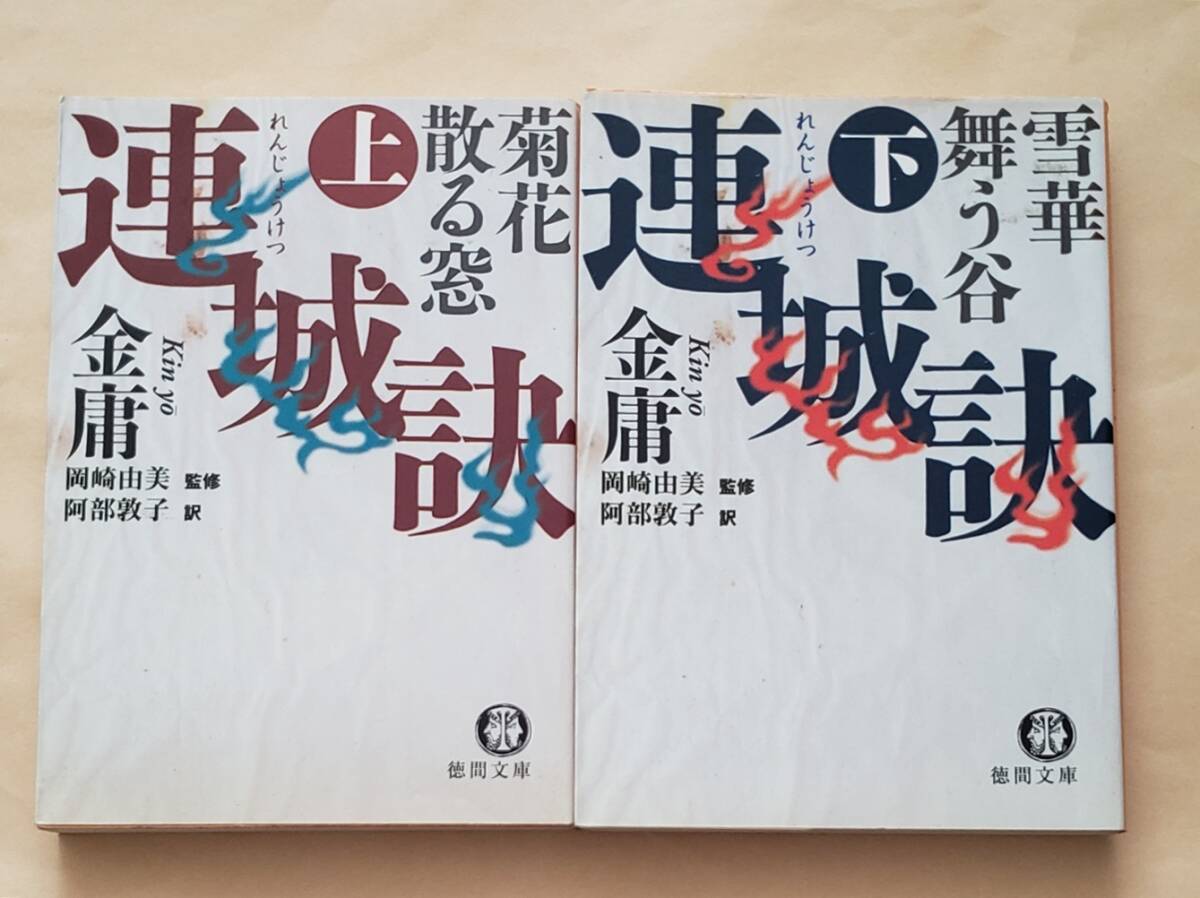 菊花
散る窓
上
れんじょうけつ
連城訣
金庸
Kin yō
岡崎由美 監修
阿部敦子 訳
徳間文庫
雪華
舞う谷
下
れんじょうけつ
連城訣
金庸
Kin yō
岡崎由美 監修
阿部敦子 訳
徳間文庫